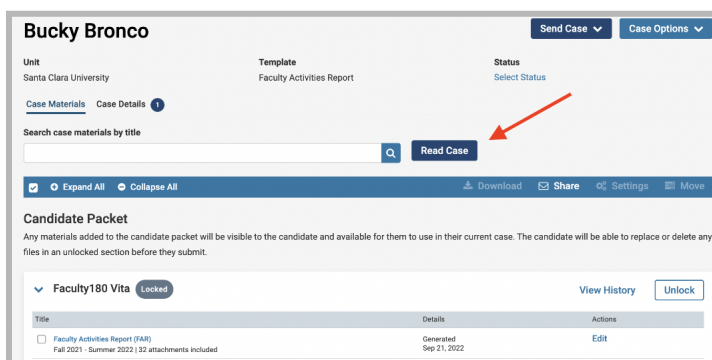 Bucky Bronco
Send Case
Case Options
Unit
Template
Status
Santa Clara University
Faculty Activities Report
Select Status
Case Materials
Case Details 1
Search case materials by title
Read Case
Expand All
Collapse All
Download
Share
Settings
Move
Candidate Packet
Any materials added to the candidate packet will be visible to the candidate and available for them to use in their current case. The candidate will be able to replace or delete any
files in an unlocked section before they submit.
Faculty180 Vita Locked
View History
Unlock
Title
Details
Actions
Faculty Activities Report (FAR)
Generated
Edit
Fall 2021 - Summer 2022 | 32 attachments included
Sep 21, 2022